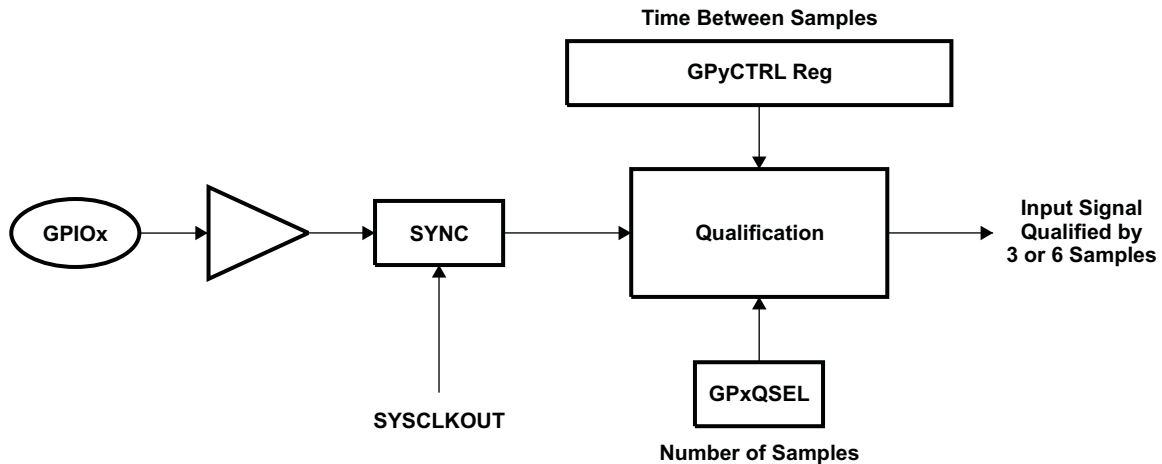 Time Between Samples
GPyCTRL Reg
GPIOx
SYNC
Qualification
Input Signal
Qualified by
3 or 6 Samples
GPxQSEL
SYSCLKOUT
Number of Samples